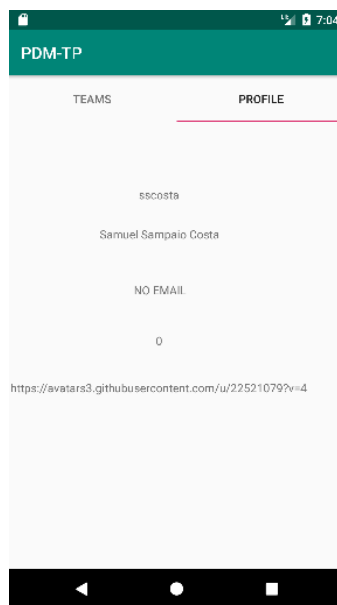 7:04
PDM-TP
TEAMS PROFILE
sscosta
Samuel Sampaio Costa
NO EMAIL
0
https://avatars3.githubusercontent.com/u/22521079?v=4